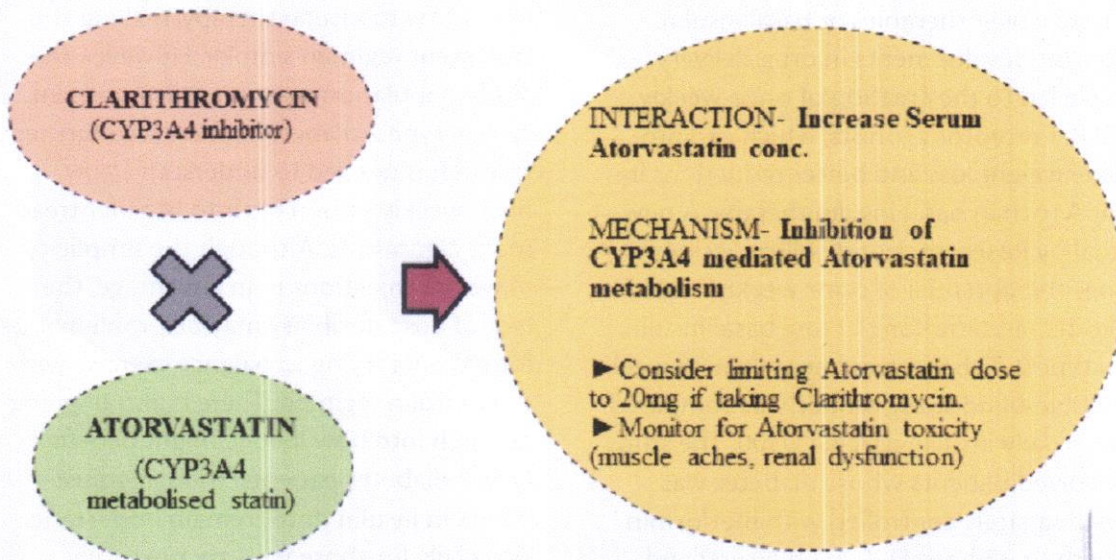 CLARITHROMYCIN
(CYP3A4 inhibitor)
ATORVASTATIN
(CYP3A4
metabolised statin)
INTERACTION- Increase Serum
Atorvastatin conc.
MECHANISM- Inhibition of
CYP3A4 mediated Atorvastatin
metabolism
►Consider limiting Atorvastatin dose
to 20mg if taking Clarithromycin.
►Monitor for Atorvastatin toxicity
(muscle aches, renal dysfunction)